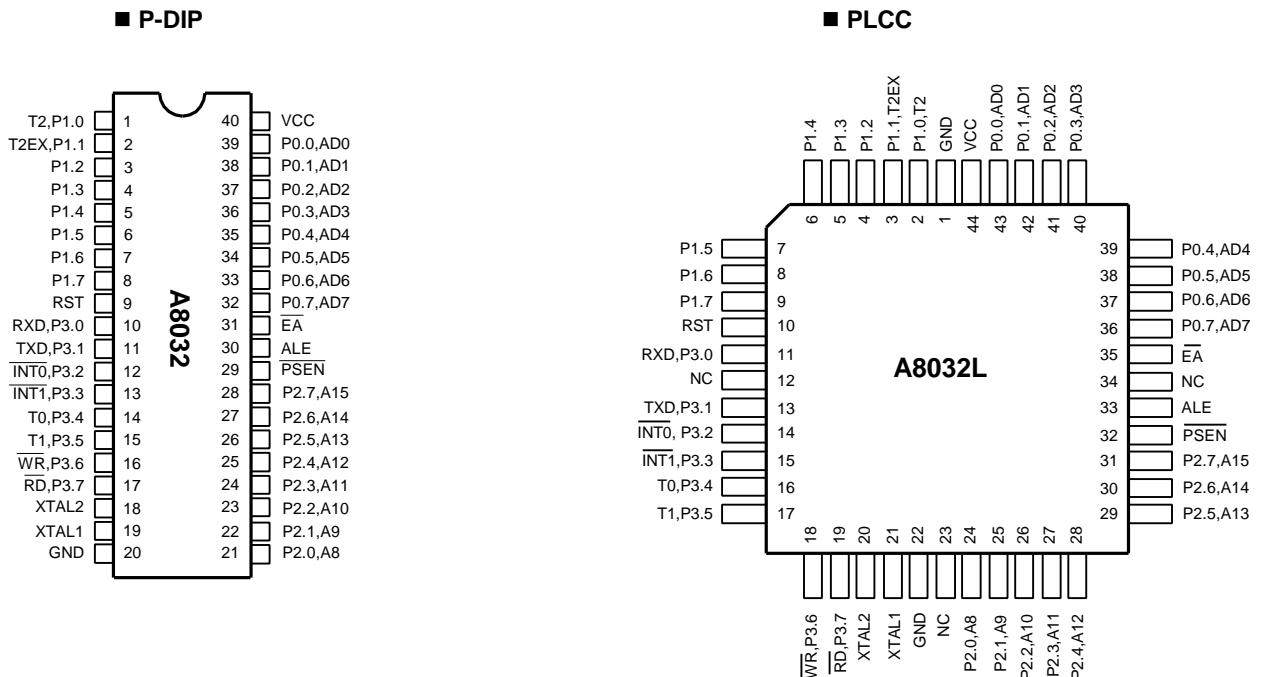 ■ P-DIP
T2,P1.0 1 40 VCC
T2EX,P1.1 2 39 P0.0,AD0
P1.2 3 38 P0.1,AD1
P1.3 4 37 P0.2,AD2
P1.4 5 36 P0.3,AD3
P1.5 6 35 P0.4,AD4
P1.6 7 34 P0.5,AD5
P1.7 8 33 P0.6,AD6
RST 9 32 P0.7,AD7
RXD,P3.0 10 31 EA
TXD,P3.1 11 30 ALE
INT0,P3.2 12 29 PSEN
INT1,P3.3 13 28 P2.7,A15
T0,P3.4 14 27 P2.6,A14
T1,P3.5 15 26 P2.5,A13
WR,P3.6 16 25 P2.4,A12
RD,P3.7 17 24 P2.3,A11
XTAL2 18 23 P2.2,A10
XTAL1 19 22 P2.1,A9
GND 20 21 P2.0,A8
A8032
■ PLCC
P1.4 P1.3 P1.2 P1.1,T2EX P1.0,T2 GND VCC P0.0,AD0 P0.1,AD1 P0.2,AD2 P0.3,AD3
6 5 4 3 2 1 44 43 42 41 40
P1.5 7 39 P0.4,AD4
P1.6 8 38 P0.5,AD5
P1.7 9 37 P0.6,AD6
RST 10 36 P0.7,AD7
RXD,P3.0 11 35 EA
NC 12 34 NC
TXD,P3.1 13 33 ALE
INT0, P3.2 14 32 PSEN
INT1,P3.3 15 31 P2.7,A15
T0,P3.4 16 30 P2.6,A14
T1,P3.5 17 29 P2.5,A13
A8032L
18 19 20 21 22 23 24 25 26 27 28
WR,P3.6 RD,P3.7 XTAL2 XTAL1 GND NC P2.0,A8 P2.1,A9 P2.2,A10 P2.3,A11 P2.4,A12